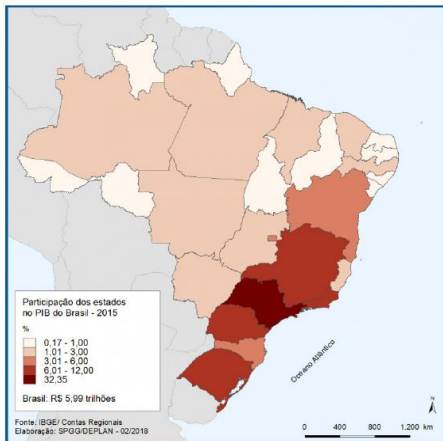 Participação dos estados
no PIB do Brasil - 2015
%
0,17 - 1,00
1,01 - 3,00
3,01 - 6,00
6,01 - 12,00
32,35
Brasil: R$ 5,99 trilhões
Fonte: IBGE/ Contas Regionais
Elaboração: SPGG/DEPLAN - 02/2018
Oceano Atlântico
N
0 400 800 1.200 km